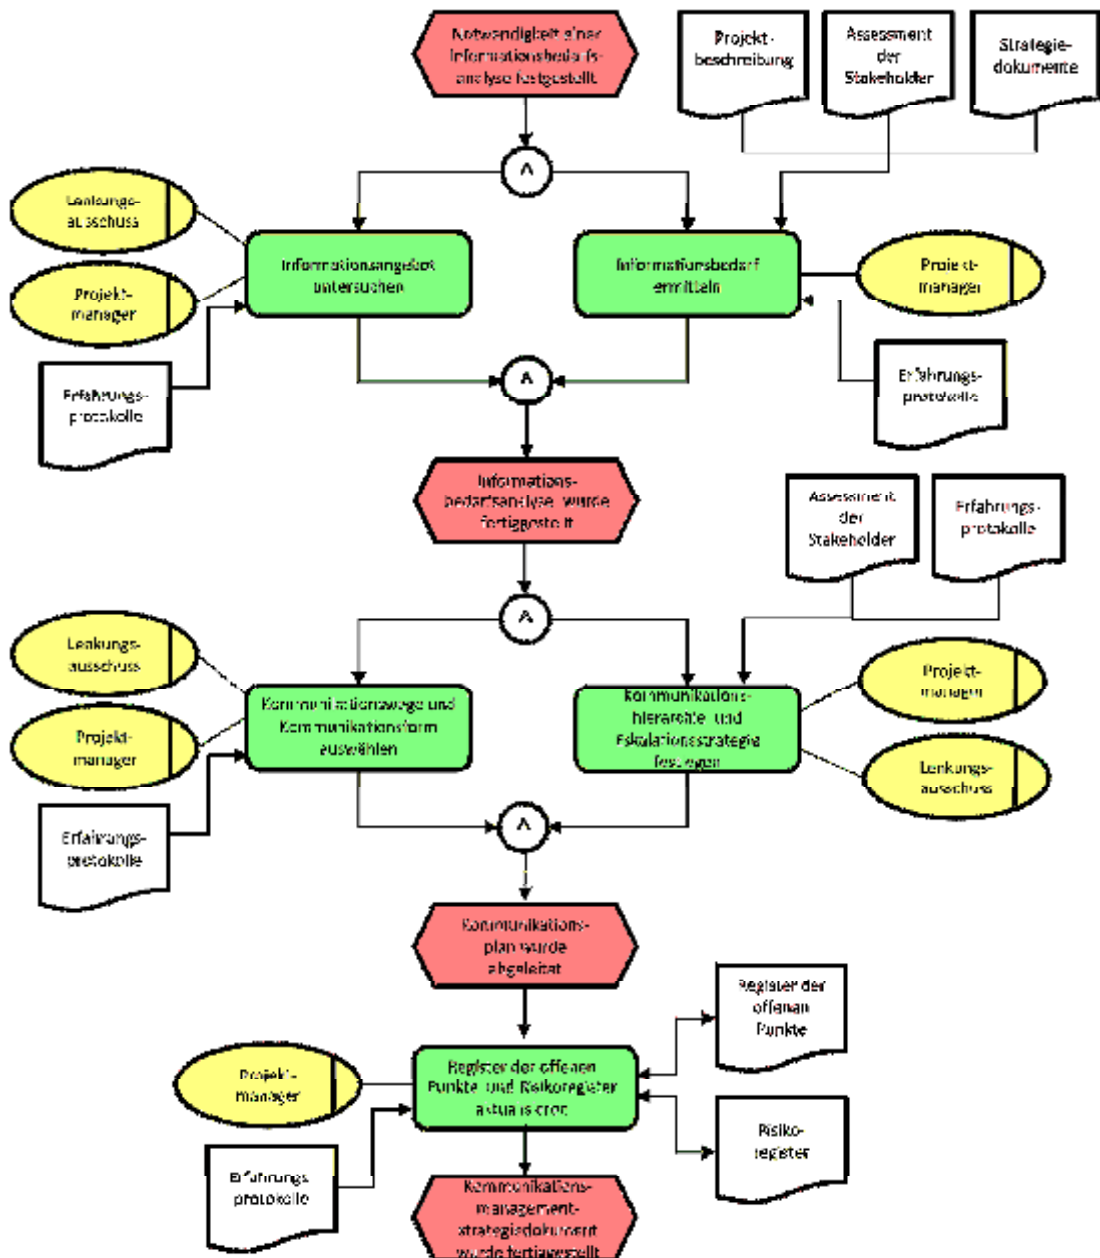 Notwendigkeit einer
Informationsbedarfs-
analyse festgestellt
Projekt-
beschreibung
Assessment
der
Stakeholder
Strategie-
dokumente
Lenkungs-
ausschuss
Projekt-
manager
Informationsangebot
untersuchen
Informationsbedarf
ermitteln
Projekt-
manager
Erfahrungs-
protokolle
Erfahrungs-
protokolle
Informations-
bedarfsanalyse wurde
fertiggestellt
Assessment
der
Stakeholder
Erfahrungs-
protokolle
Lenkungs-
ausschuss
Projekt-
manager
Kommunikationswege und
Kommunikationsform
auswählen
Kommunikations-
hierarchie und
Eskalationsstrategie
festlegen
Projekt-
manager
Lenkungs-
ausschuss
Erfahrungs-
protokolle
Kommunikations-
plan wurde
abgeleitet
Register der
offenen
Punkte
Projekt-
manager
Register der offenen
Punkte und Risikoregister
aktualisieren
Risiko-
register
Erfahrungs
protokolle
Kommunikations-
management-
strategiedokument
wurde fertiggestellt